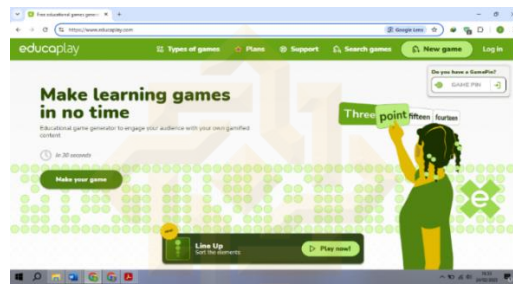 Free educational games gener
https://www.educaplay.com
Google Lens
educaplay
Types of games
Plans
Support
Search games
New game
Log in
Do you have a GamePin?
GAME PIN
Make learning games
in no time
Educational game generator to engage your audience with your own gamified
content
in 30 seconds
Make your game
Three point fifteen fourteen
e
Line Up
Sort the elements
Play now!